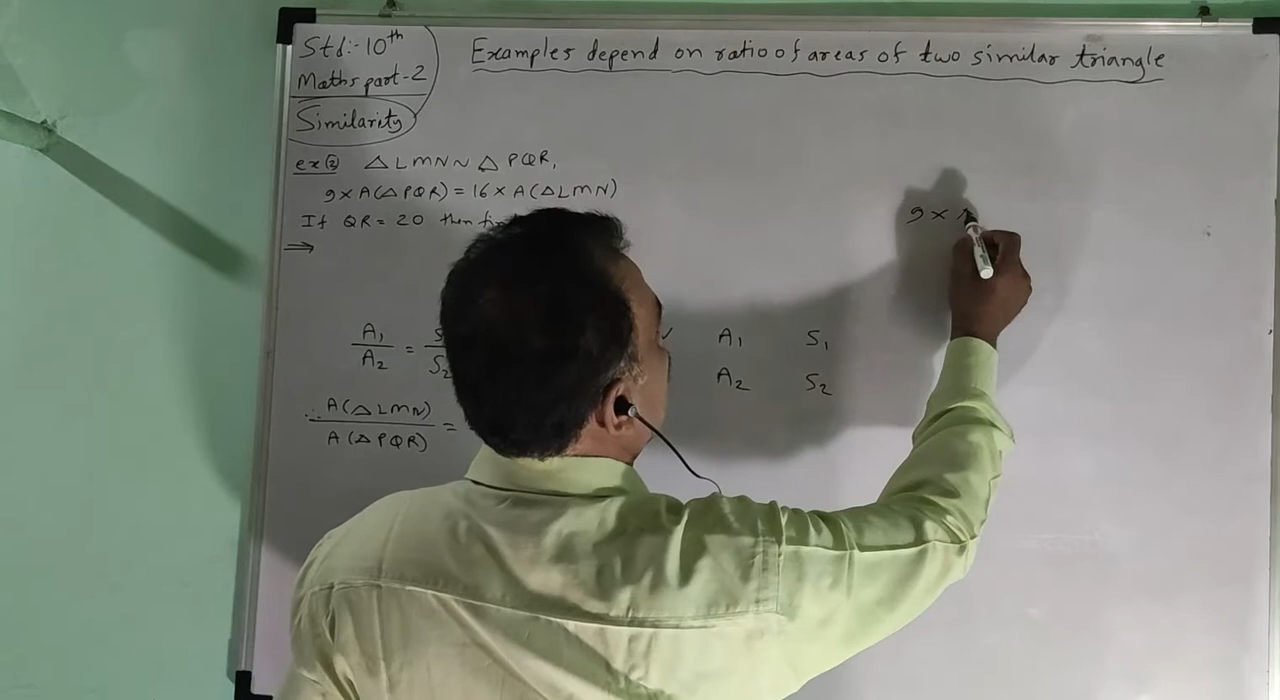 Std:- 10th
Maths part-2
Similarity
Examples depend on ratio of areas of two similar triangle
ex② △LMN ~ △PQR,
9×A(△PQR) = 16×A(△LMN)
If QR = 20 then
⇒
9×
A₁/A₂ = A₁ S₁
A₂ S₂
∴ A(△LMN)/A(△PQR) =